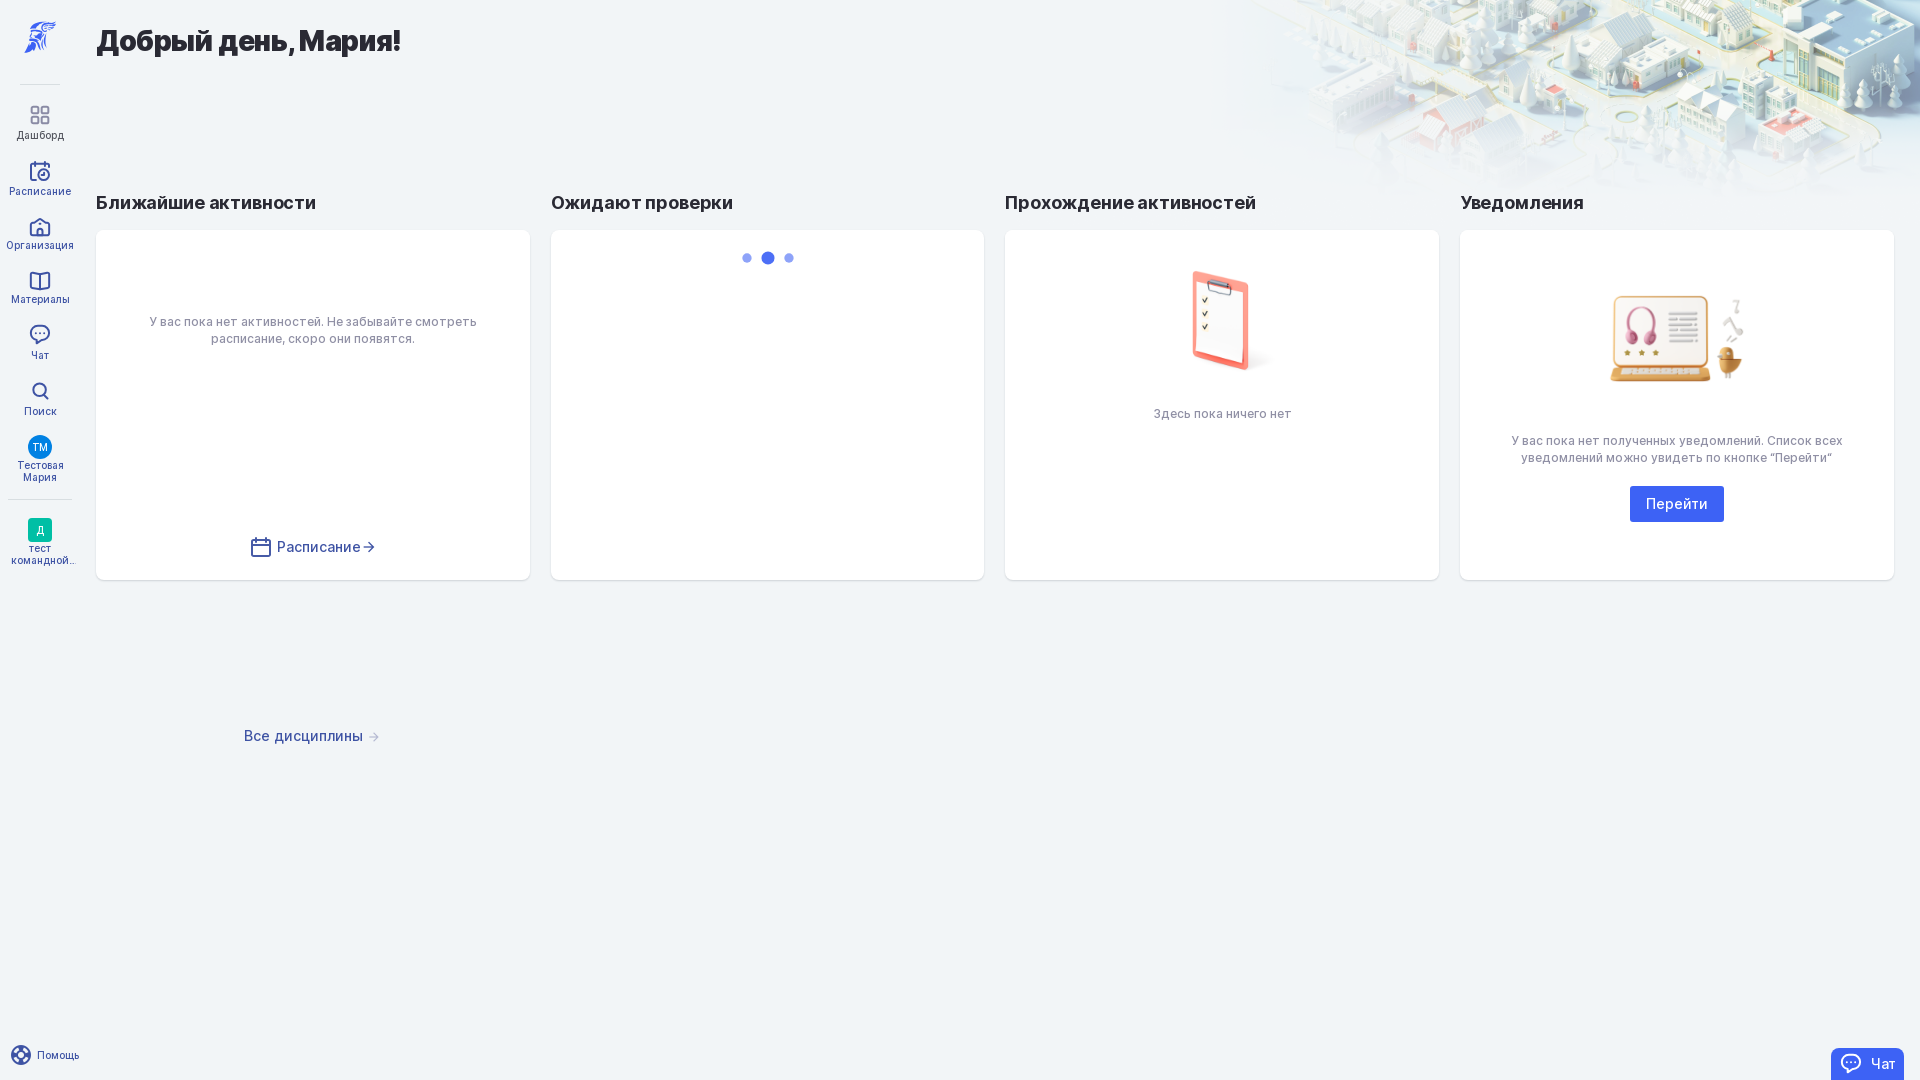 Добрый день, Мария!
Дашборд
Расписание
Организация
Материалы
Чат
Поиск
ТМ
Тестовая
Мария
Д
тест
командной...
Помощь
Ближайшие активности
У вас пока нет активностей. Не забывайте смотреть
расписание, скоро они появятся.
Расписание
Ожидают проверки
Прохождение активностей
Здесь пока ничего нет
Уведомления
У вас пока нет полученных уведомлений. Список всех
уведомлений можно увидеть по кнопке “Перейти”
Перейти
Все дисциплины
Чат